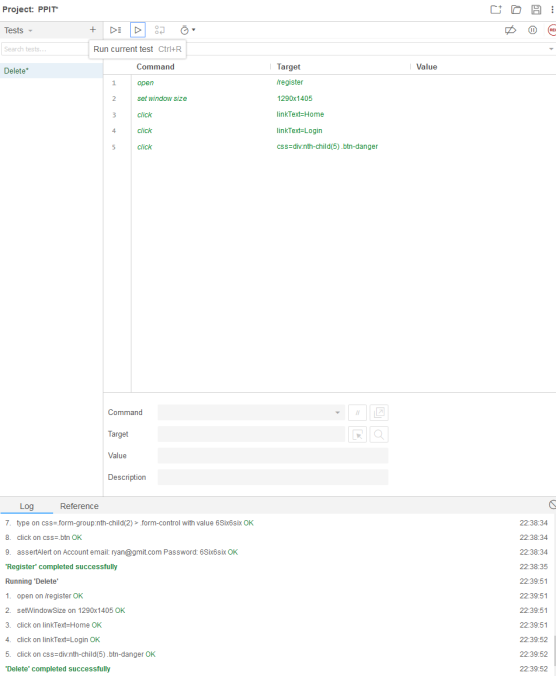 Project: PPIT*
Tests
+
Run current test Ctrl+R
Search tests...
Delete*
Command Target Value
1 open /register
2 set window size 1290x1405
3 click linkText=Home
4 click linkText=Login
5 click css=div:nth-child(5) .btn-danger
Command
//
Target
Value
Description
Log Reference
7. type on css=.form-group:nth-child(2) > .form-control with value 6Six6six OK 22:38:34
8. click on css=.btn OK 22:38:34
9. assertAlert on Account email: ryan@gmit.com Password: 6Six6six OK 22:38:34
'Register' completed successfully 22:38:35
Running 'Delete' 22:39:51
1. open on /register OK 22:39:51
2. setWindowSize on 1290x1405 OK 22:39:51
3. click on linkText=Home OK 22:39:51
4. click on linkText=Login OK 22:39:52
5. click on css=div:nth-child(5) .btn-danger OK 22:39:52
'Delete' completed successfully 22:39:52